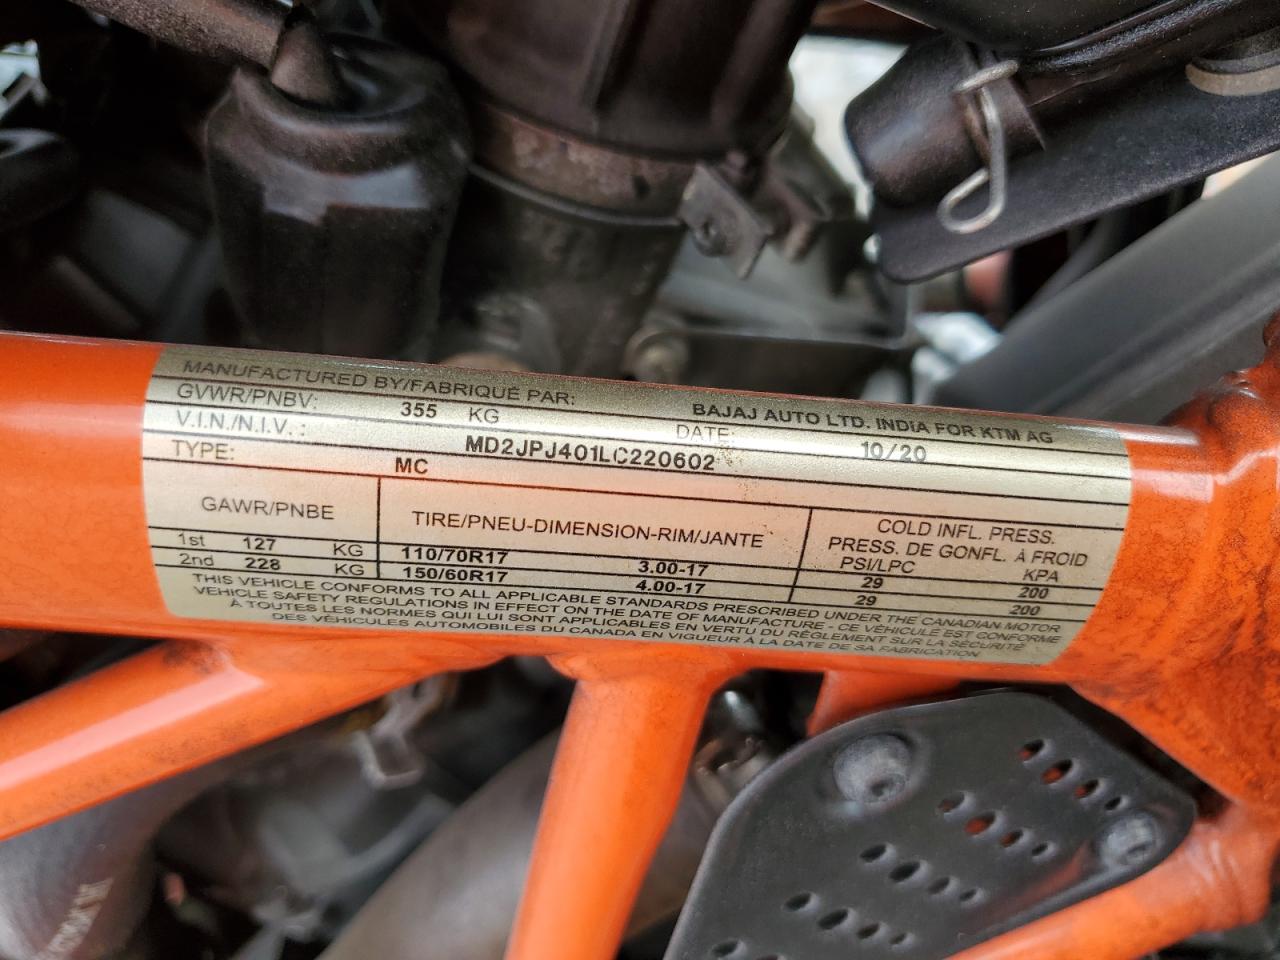 MANUFACTURED BY/FABRIQUÉ PAR: BAJAJ AUTO LTD. INDIA FOR KTM AG
GVWR/PNBV: 355 KG DATE: 10/20
V.I.N./N.I.V. : MD2JPJ401LC220602
TYPE: MC
GAWR/PNBE TIRE/PNEU-DIMENSION-RIM/JANTE COLD INFL. PRESS.
PRESS. DE GONFL. À FROID
PSI/LPC KPA
1st 127 KG 110/70R17 3.00-17 29 200
2nd 228 KG 150/60R17 4.00-17 29 200
THIS VEHICLE CONFORMS TO ALL APPLICABLE STANDARDS PRESCRIBED UNDER THE CANADIAN MOTOR
VEHICLE SAFETY REGULATIONS IN EFFECT ON THE DATE OF MANUFACTURE - CE VÉHICULE EST CONFORME
À TOUTES LES NORMES QUI LUI SONT APPLICABLES EN VERTU DU RÈGLEMENT SUR LA SÉCURITÉ
DES VÉHICULES AUTOMOBILES DU CANADA EN VIGUEUR À LA DATE DE SA FABRICATION